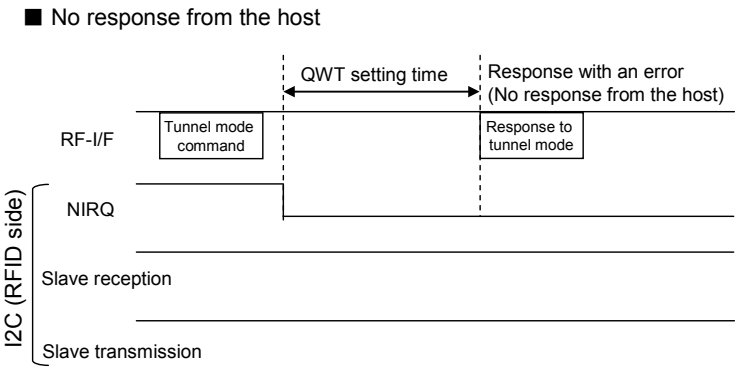 ■ No response from the host
QWT setting time
Response with an error
(No response from the host)
RF-I/F
Tunnel mode
command
Response to
tunnel mode
I2C (RFID side)
NIRQ
Slave reception
Slave transmission